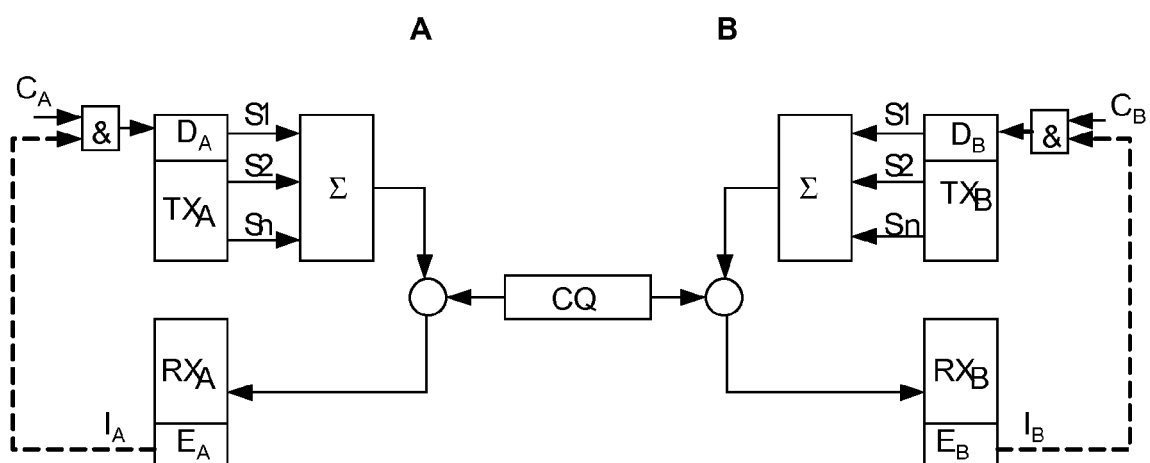 A B
C_A S1 S1 C_B
& D_A D_B &
S2 Σ Σ S2
TX_A TX_B
Sn Sn
CQ
RX_A RX_B
I_A I_B
E_A E_B